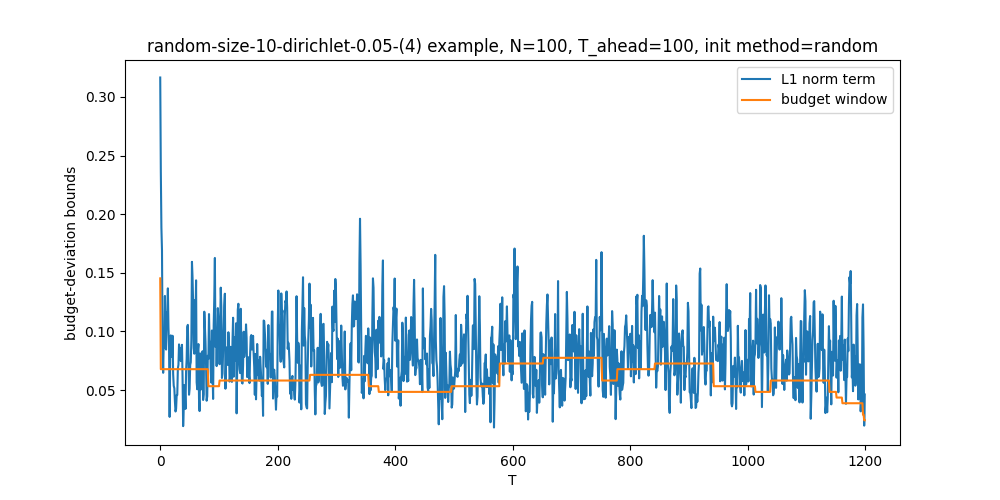 random-size-10-dirichlet-0.05-(4) example, N=100, T_ahead=100, init method=random
L1 norm term
budget window
budget-deviation bounds
0.30
0.25
0.20
0.15
0.10
0.05
0
200
400
600
800
1000
1200
T